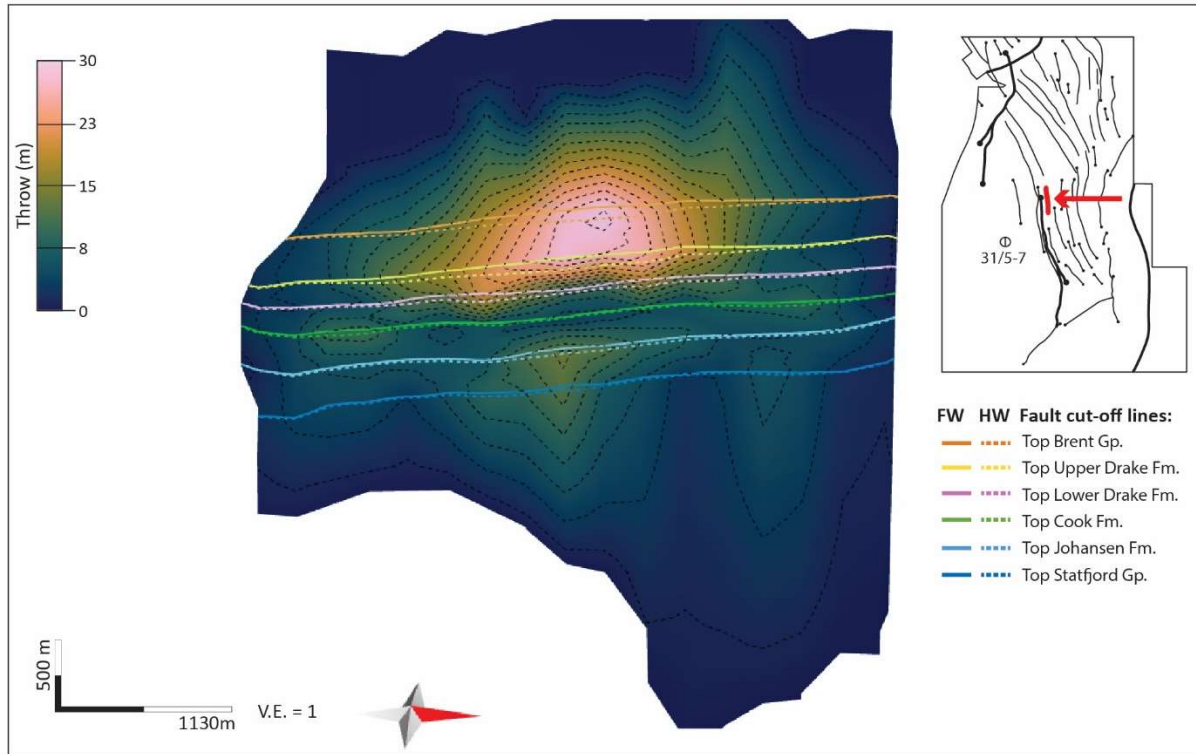 Throw (m)
30
23
15
8
0
31/5-7
FW HW Fault cut-off lines:
Top Brent Gp.
Top Upper Drake Fm.
Top Lower Drake Fm.
Top Cook Fm.
Top Johansen Fm.
Top Statfjord Gp.
500 m
1130m
V.E. = 1